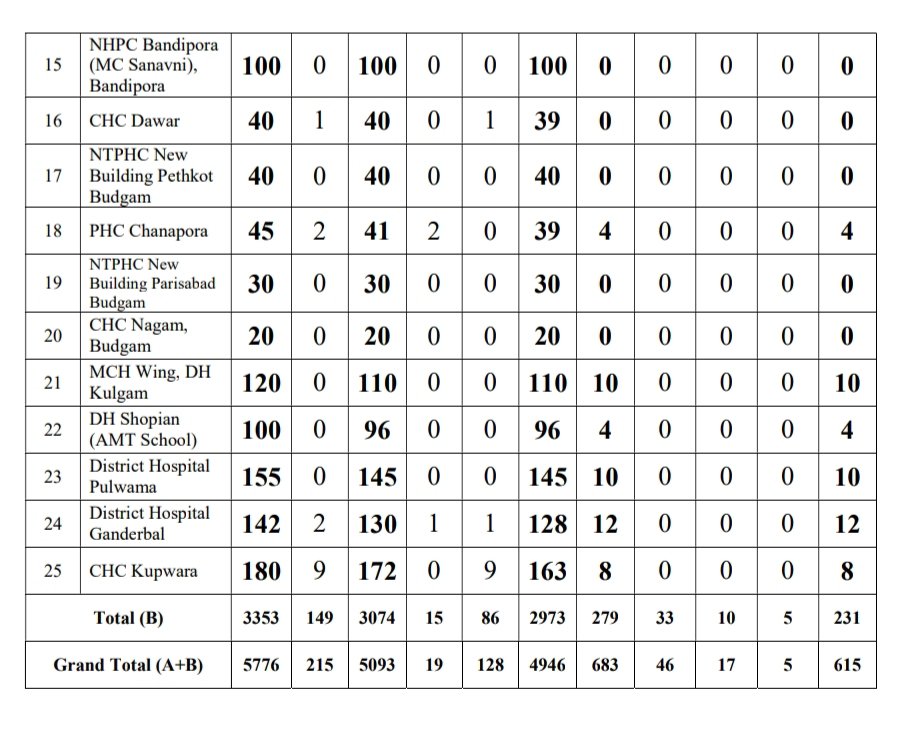 15 NHPC Bandipora (MC Sanavni), Bandipora 100 0 100 0 0 100 0 0 0 0 0
16 CHC Dawar 40 1 40 0 1 39 0 0 0 0 0
17 NTPHC New Building Pethkot Budgam 40 0 40 0 0 40 0 0 0 0 0
18 PHC Chanapora 45 2 41 2 0 39 4 0 0 0 4
19 NTPHC New Building Parisabad Budgam 30 0 30 0 0 30 0 0 0 0 0
20 CHC Nagam, Budgam 20 0 20 0 0 20 0 0 0 0 0
21 MCH Wing, DH Kulgam 120 0 110 0 0 110 10 0 0 0 10
22 DH Shopian (AMT School) 100 0 96 0 0 96 4 0 0 0 4
23 District Hospital Pulwama 155 0 145 0 0 145 10 0 0 0 10
24 District Hospital Ganderbal 142 2 130 1 1 128 12 0 0 0 12
25 CHC Kupwara 180 9 172 0 9 163 8 0 0 0 8
Total (B) 3353 149 3074 15 86 2973 279 33 10 5 231
Grand Total (A+B) 5776 215 5093 19 128 4946 683 46 17 5 615